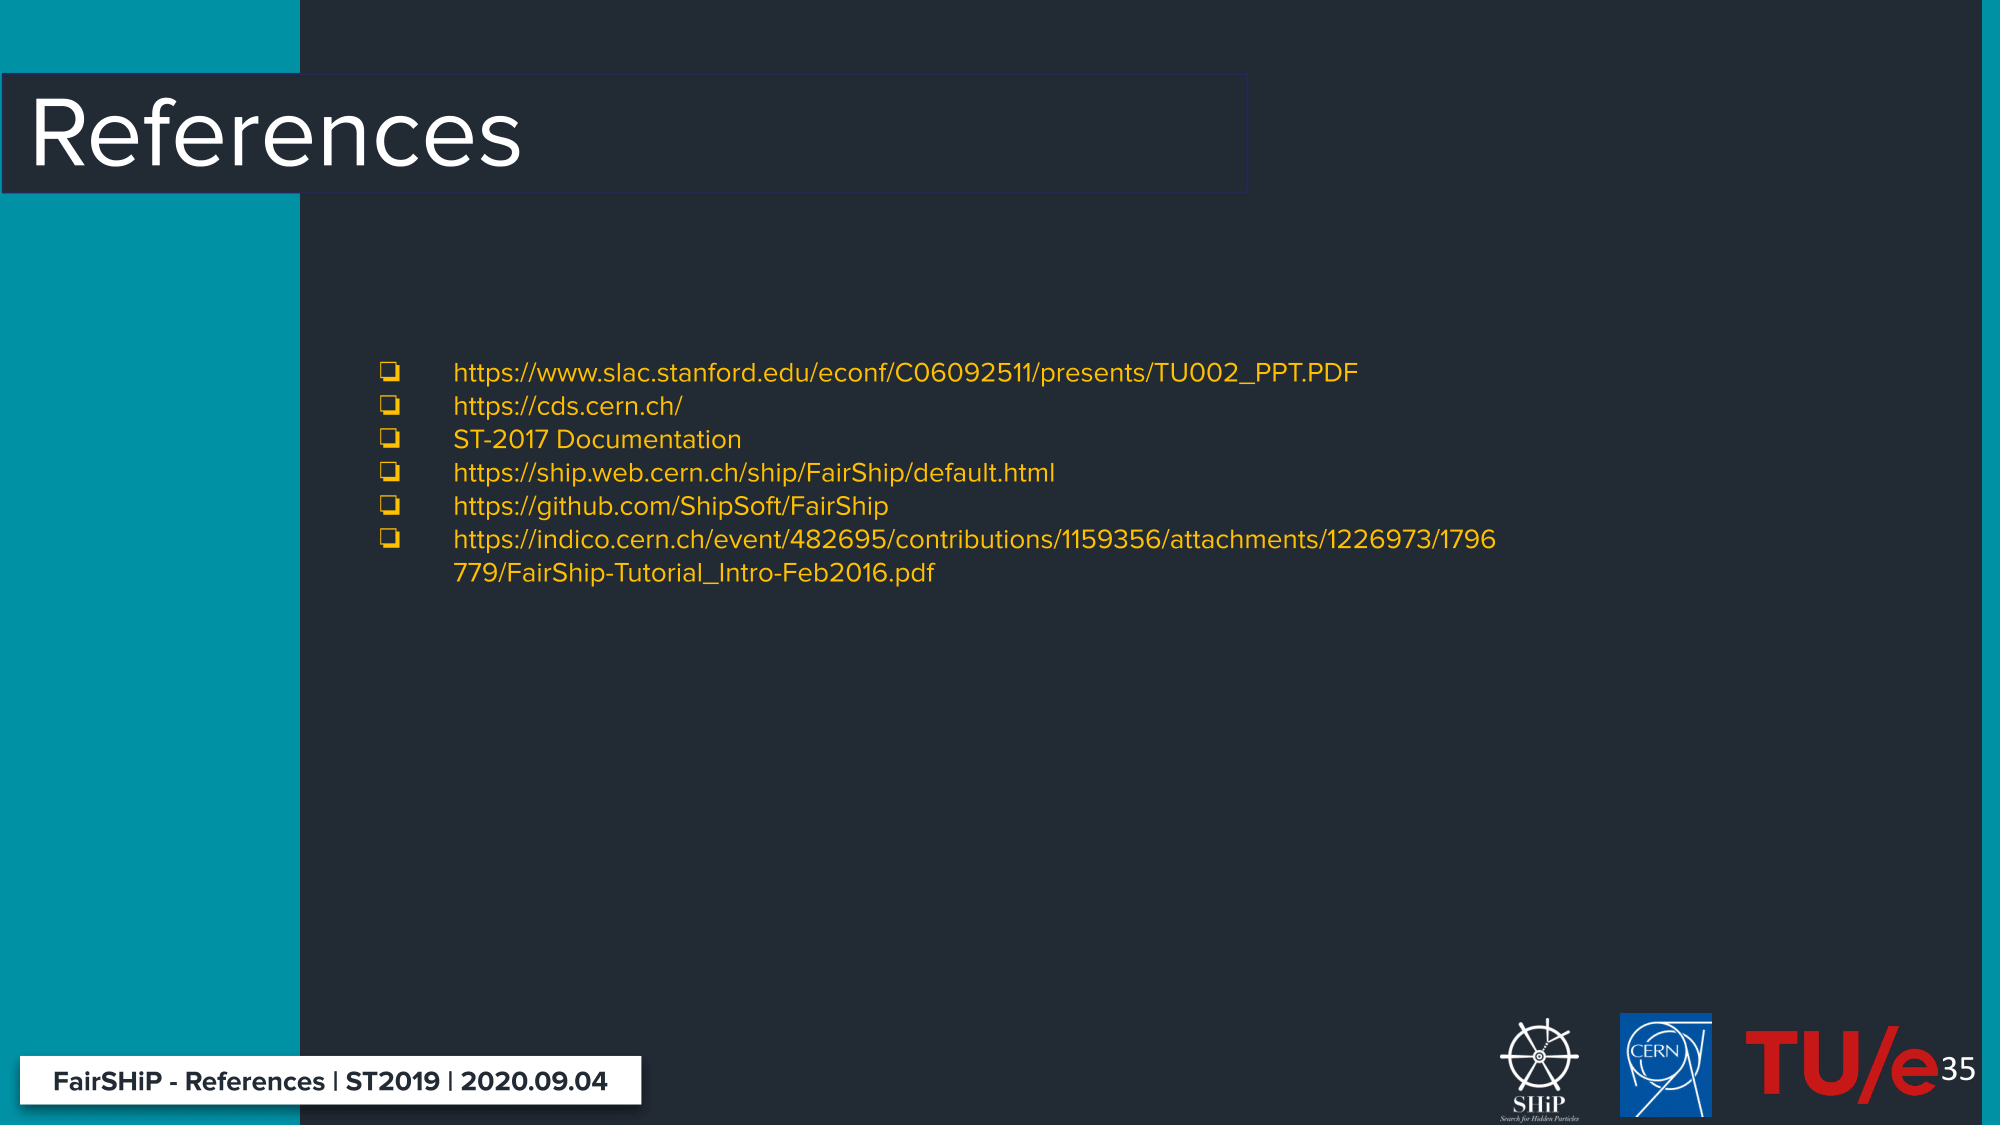 References
❏ https://www.slac.stanford.edu/econf/C06092511/presents/TU002_PPT.PDF
❏ https://cds.cern.ch/
❏ ST-2017 Documentation
❏ https://ship.web.cern.ch/ship/FairShip/default.html
❏ https://github.com/ShipSoft/FairShip
❏ https://indico.cern.ch/event/482695/contributions/1159356/attachments/1226973/1796
779/FairShip-Tutorial_Intro-Feb2016.pdf
FairSHiP - References | ST2019 | 2020.09.04
SHiP
Search for Hidden Particles
CERN
TU/e
35